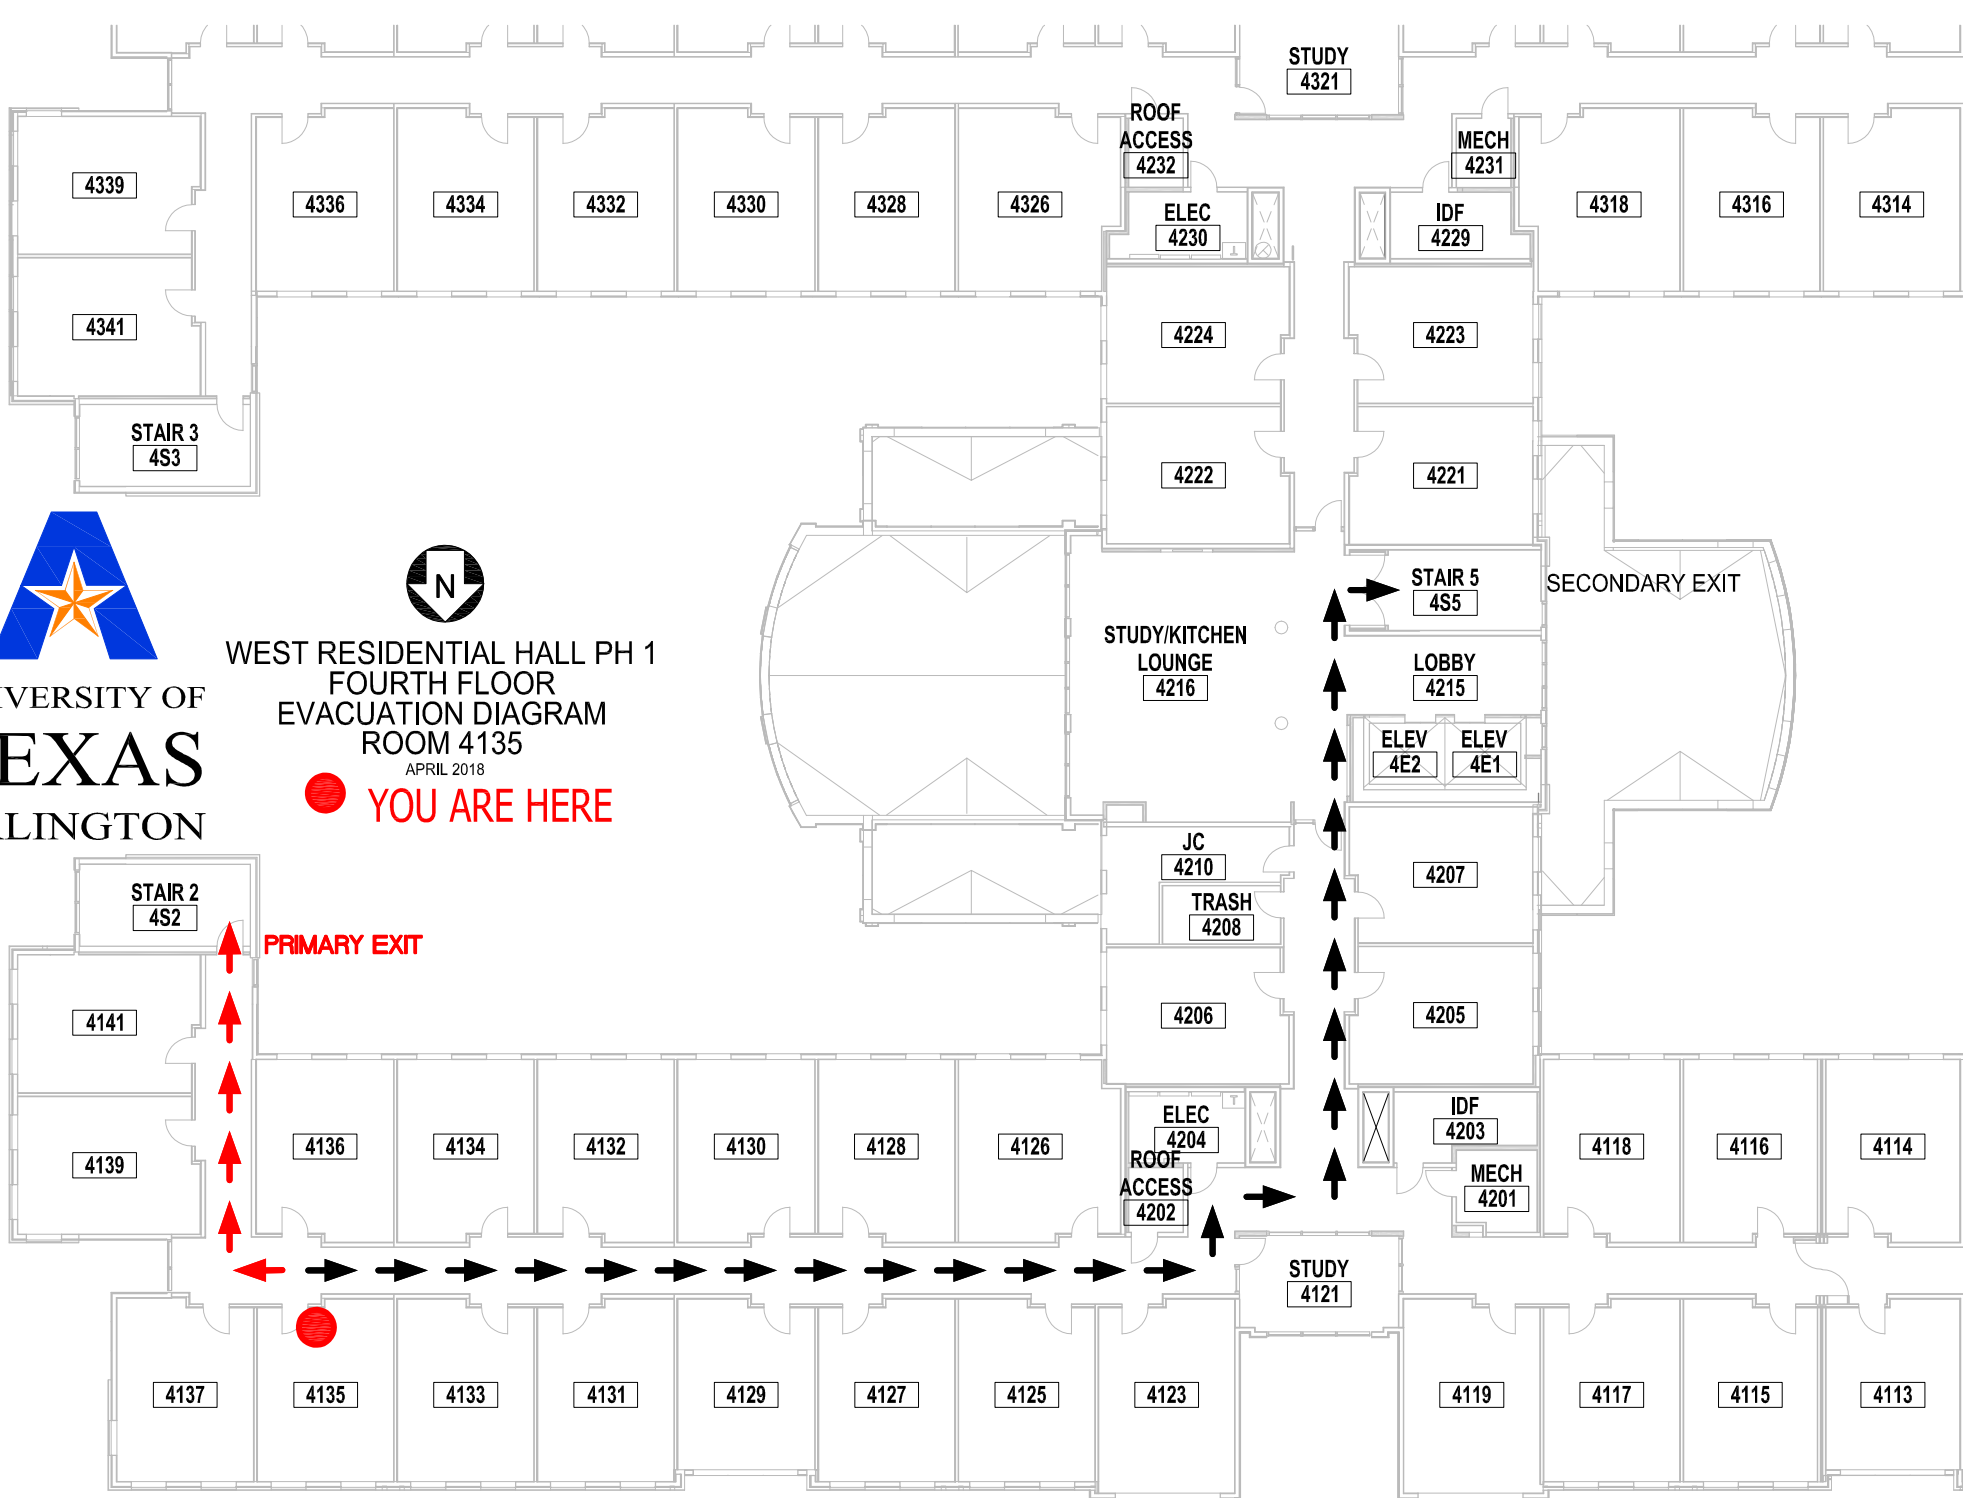 STUDY
4321
ROOF
ACCESS
4232
MECH
4231
4339
4336
4334
4332
4330
4328
4326
ELEC
4230
IDF
4229
4318
4316
4314
4341
4224
4223
STAIR 3
4S3
4222
4221
N
STAIR 5
4S5
SECONDARY EXIT
WEST RESIDENTIAL HALL PH 1
FOURTH FLOOR
EVACUATION DIAGRAM
ROOM 4135
APRIL 2018
YOU ARE HERE
IVERSITY OF
EXAS
RLINGTON
STUDY/KITCHEN
LOUNGE
4216
LOBBY
4215
ELEV
4E2
ELEV
4E1
JC
4210
4207
TRASH
4208
STAIR 2
4S2
PRIMARY EXIT
4141
4206
4205
4139
4136
4134
4132
4130
4128
4126
ELEC
4204
ROOF
ACCESS
4202
IDF
4203
MECH
4201
4118
4116
4114
STUDY
4121
4137
4135
4133
4131
4129
4127
4125
4123
4119
4117
4115
4113